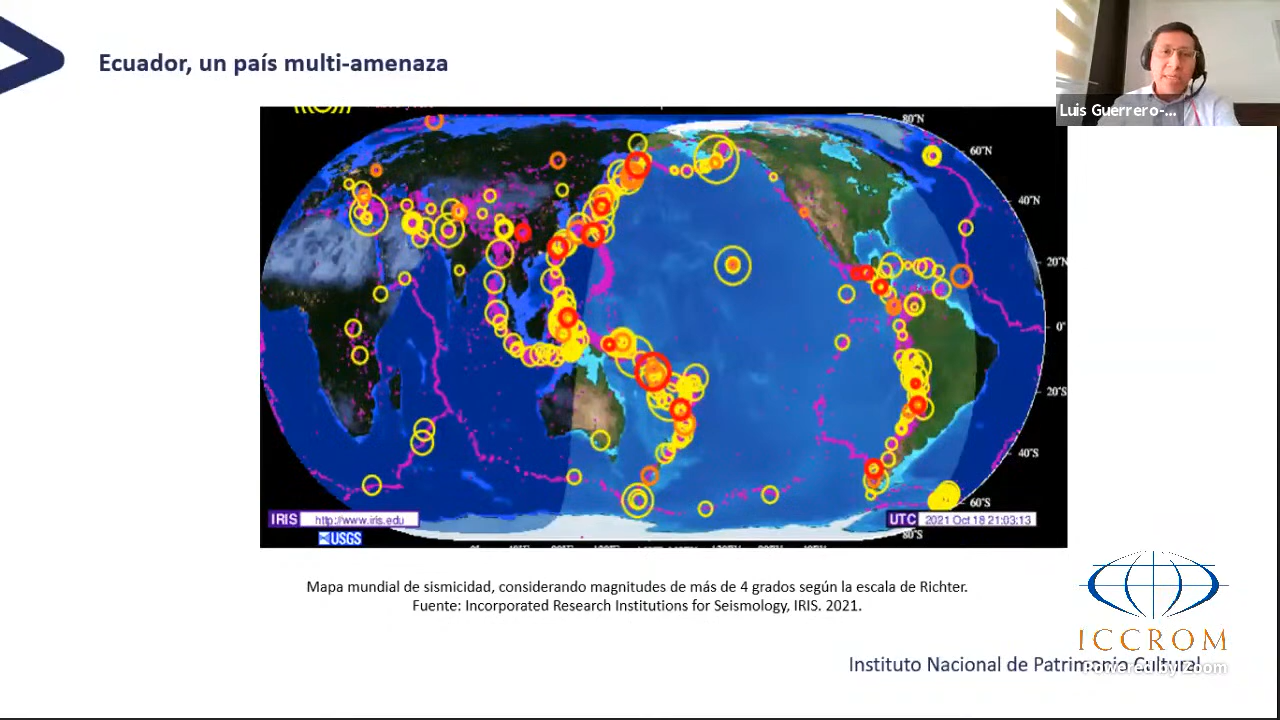 Ecuador, un país multi-amenaza
Luis Guerrero-...
80°N
60°N
40°N
20°N
0°
20°S
40°S
60°S
80°S
IRIS http://www.iris.edu
USGS
UTC 2021 Oct 18 21:03:13
Mapa mundial de sismicidad, considerando magnitudes de más de 4 grados según la escala de Richter.
Fuente: Incorporated Research Institutions for Seismology, IRIS. 2021.
ICCROM
Instituto Nacional de Patrimonio Cultural
Powered by Zoom